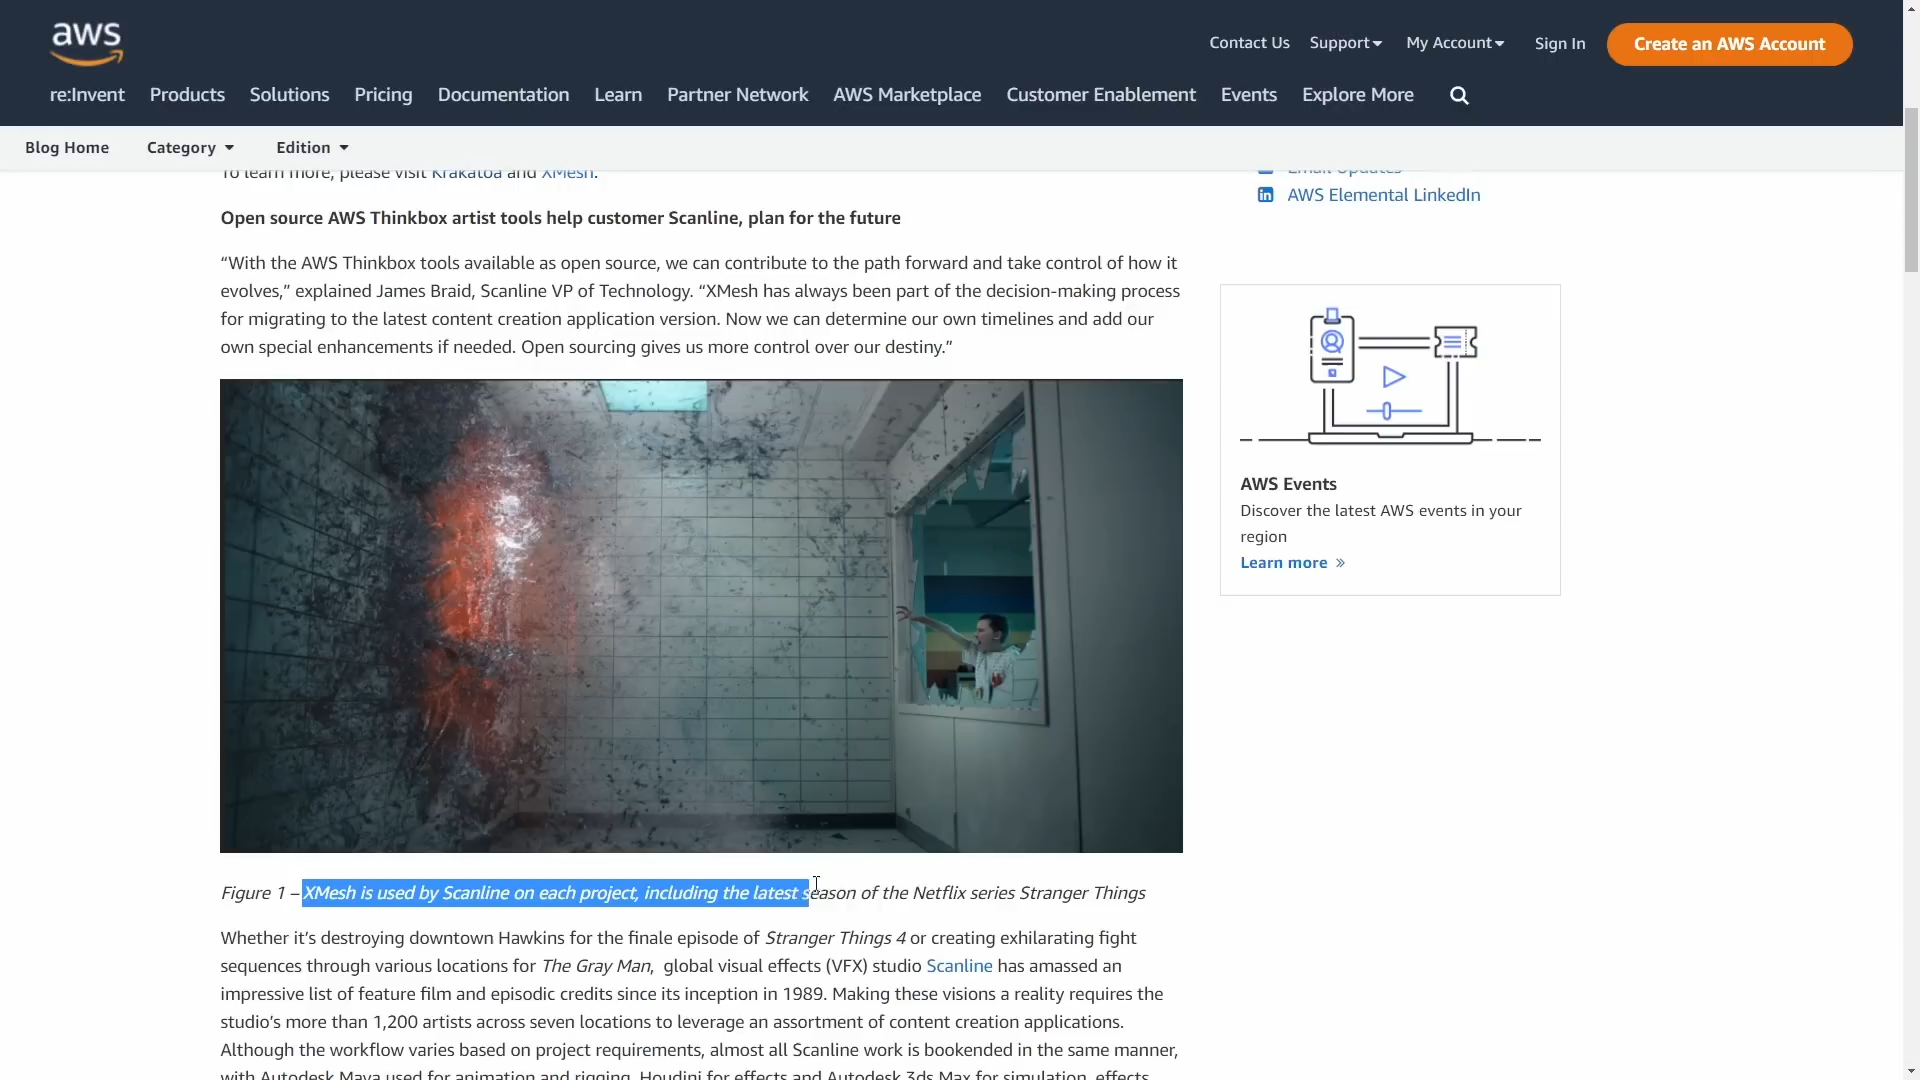 aws
Contact Us Support My Account Sign In Create an AWS Account
re:Invent Products Solutions Pricing Documentation Learn Partner Network AWS Marketplace Customer Enablement Events Explore More
Blog Home Category Edition
To learn more, please visit Krakatoa and XMesh.
Open source AWS Thinkbox artist tools help customer Scanline, plan for the future
“With the AWS Thinkbox tools available as open source, we can contribute to the path forward and take control of how it
evolves,” explained James Braid, Scanline VP of Technology. “XMesh has always been part of the decision-making process
for migrating to the latest content creation application version. Now we can determine our own timelines and add our
own special enhancements if needed. Open sourcing gives us more control over our destiny.”
Figure 1 – XMesh is used by Scanline on each project, including the latest season of the Netflix series Stranger Things
Whether it’s destroying downtown Hawkins for the finale episode of Stranger Things 4 or creating exhilarating fight
sequences through various locations for The Gray Man, global visual effects (VFX) studio Scanline has amassed an
impressive list of feature film and episodic credits since its inception in 1989. Making these visions a reality requires the
studio’s more than 1,200 artists across seven locations to leverage an assortment of content creation applications.
Although the workflow varies based on project requirements, almost all Scanline work is bookended in the same manner,
with Autodesk Maya used for animation and rigging, Houdini for effects and Autodesk 3ds Max for simulation, effects
Email Updates
AWS Elemental LinkedIn
AWS Events
Discover the latest AWS events in your
region
Learn more »